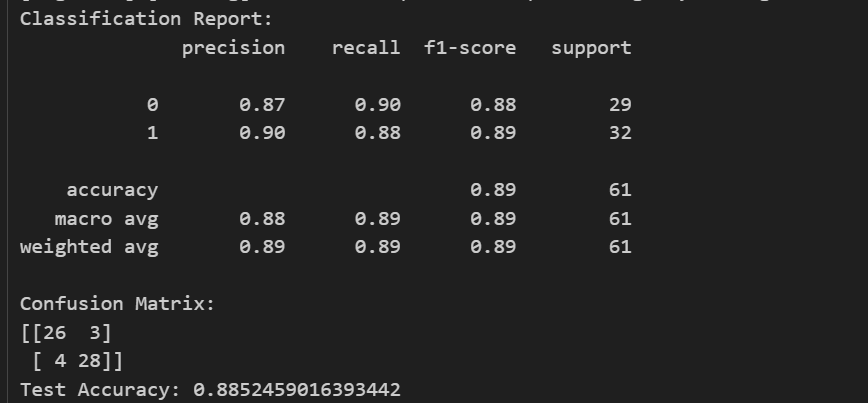 Classification Report:
precision recall f1-score support
0 0.87 0.90 0.88 29
1 0.90 0.88 0.89 32
accuracy 0.89 61
macro avg 0.88 0.89 0.89 61
weighted avg 0.89 0.89 0.89 61
Confusion Matrix:
[[26  3]
 [ 4 28]]
Test Accuracy: 0.8852459016393442